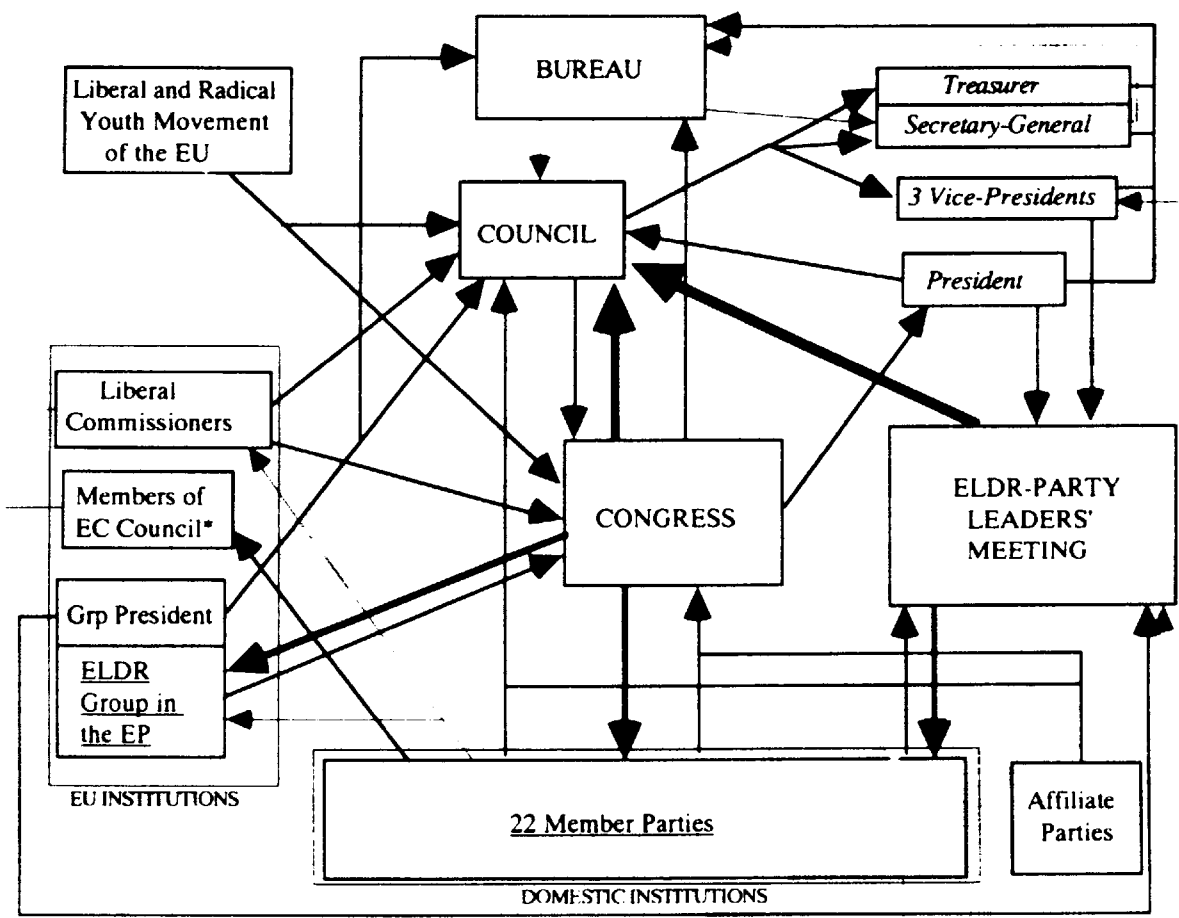 BUREAU
Liberal and Radical
Youth Movement
of the EU
Treasurer
Secretary-General
3 Vice-Presidents
COUNCIL
President
Liberal
Commissioners
Members of
EC Council*
CONGRESS
ELDR-PARTY
LEADERS'
MEETING
Grp President
ELDR
Group in
the EP
EU INSTITUTIONS
22 Member Parties
Affiliate
Parties
DOMESTIC INSTITUTIONS